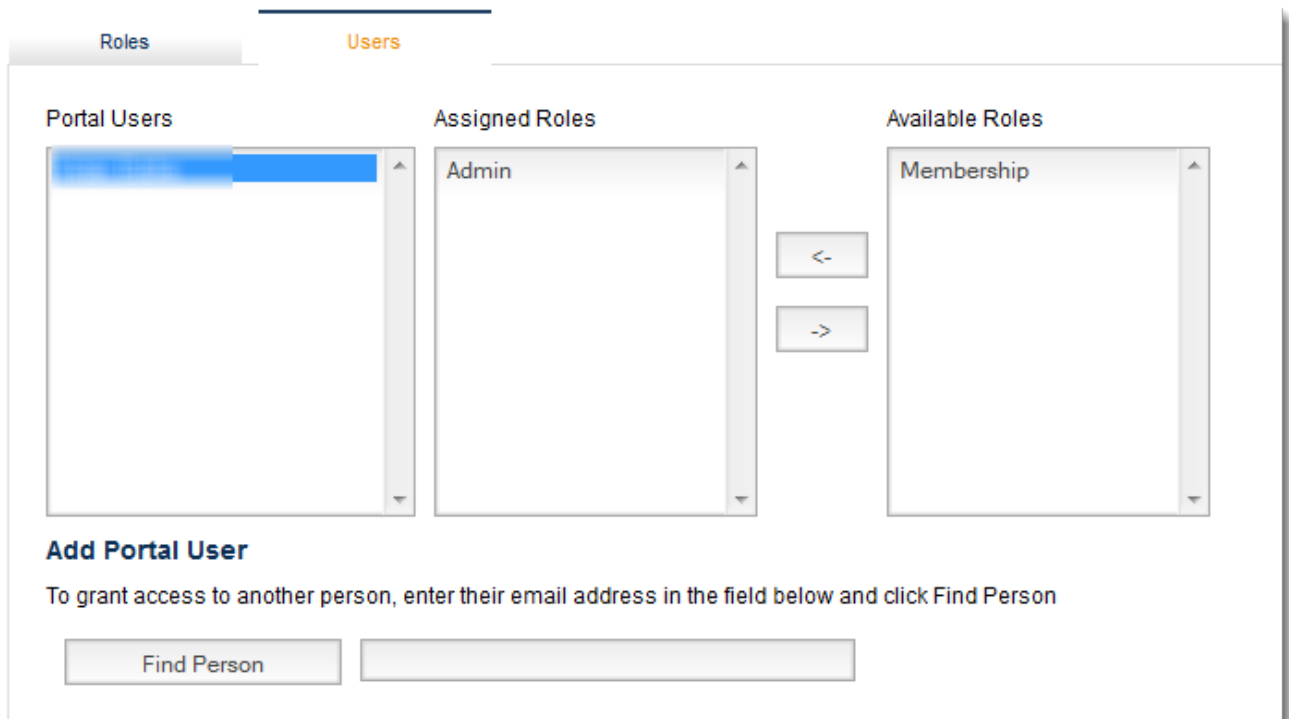 Roles Users
Portal Users Assigned Roles Available Roles
Admin Membership
<-
->
Add Portal User
To grant access to another person, enter their email address in the field below and click Find Person
Find Person